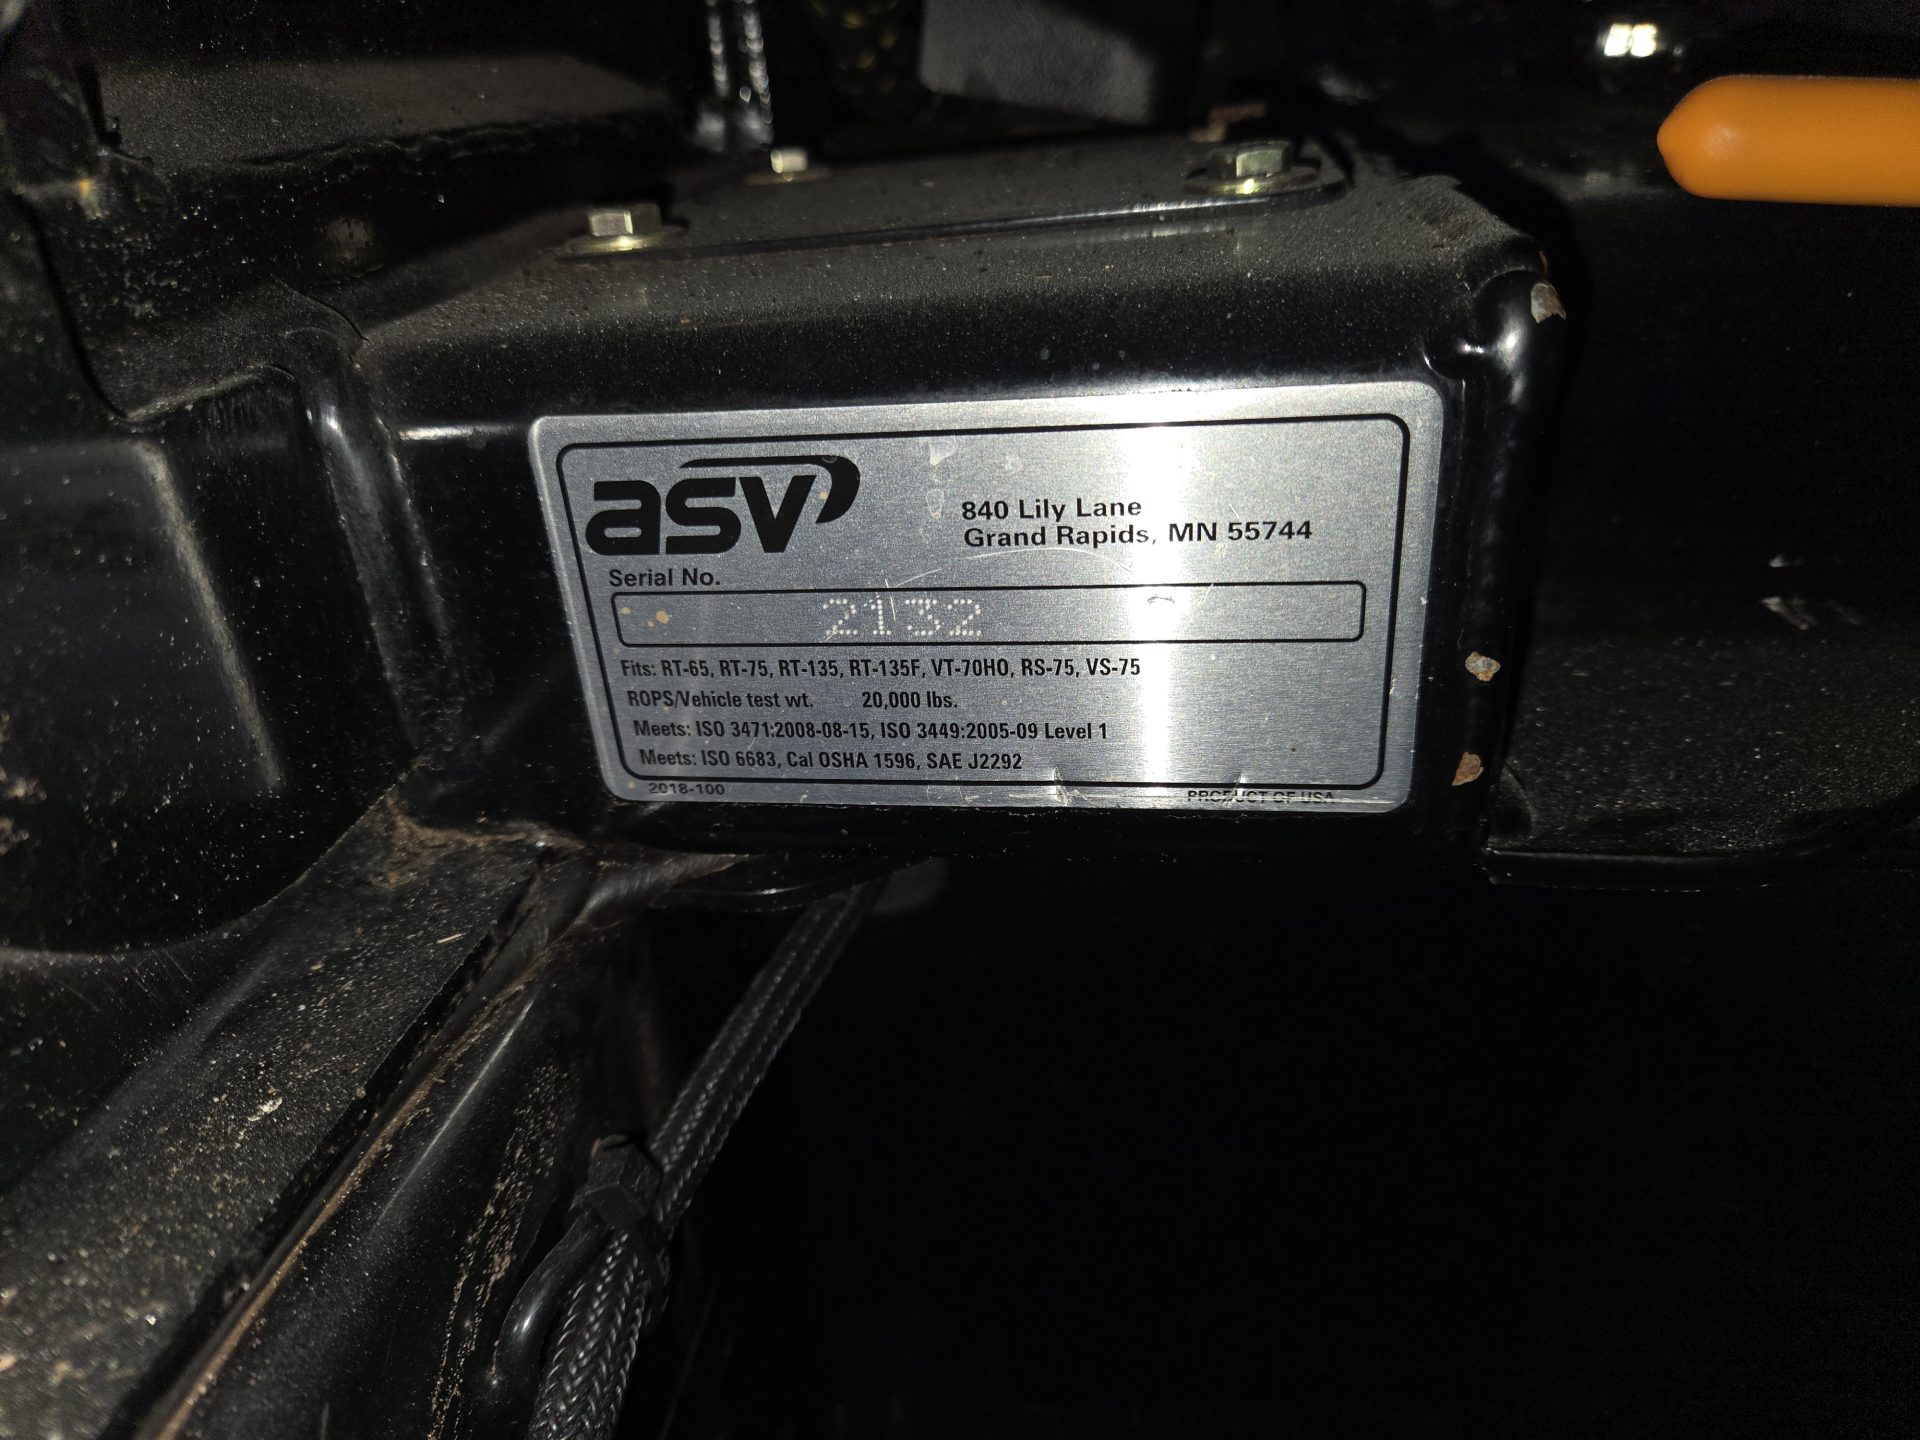 asv
840 Lily Lane
Grand Rapids, MN 55744
Serial No.
2132
Fits: RT-65, RT-75, RT-135, RT-135F, VT-70HO, RS-75, VS-75
ROPS/Vehicle test wt. 20,000 lbs.
Meets: ISO 3471:2008-08-15, ISO 3449:2005-09 Level 1
Meets: ISO 6683, Cal OSHA 1596, SAE J2292
2018-100
PRODUCT OF USA